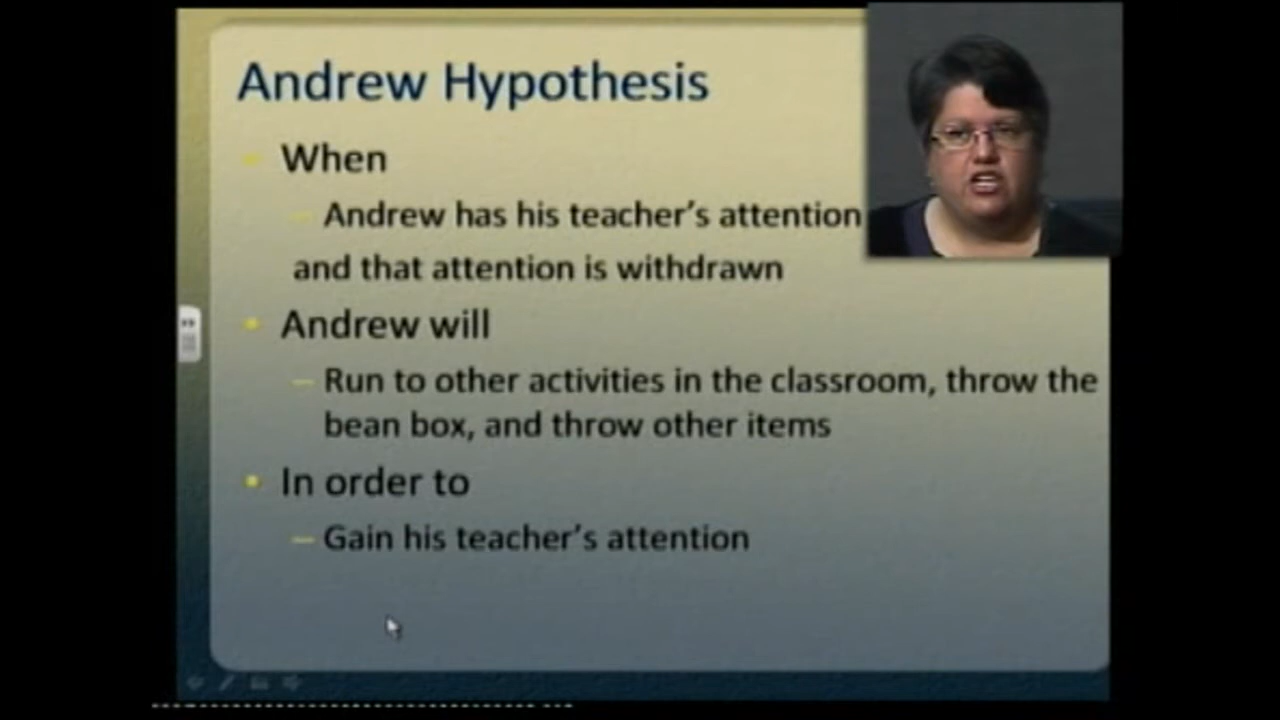 Andrew Hypothesis
When
– Andrew has his teacher's attention
and that attention is withdrawn
• Andrew will
– Run to other activities in the classroom, throw the
bean box, and throw other items
• In order to
– Gain his teacher's attention